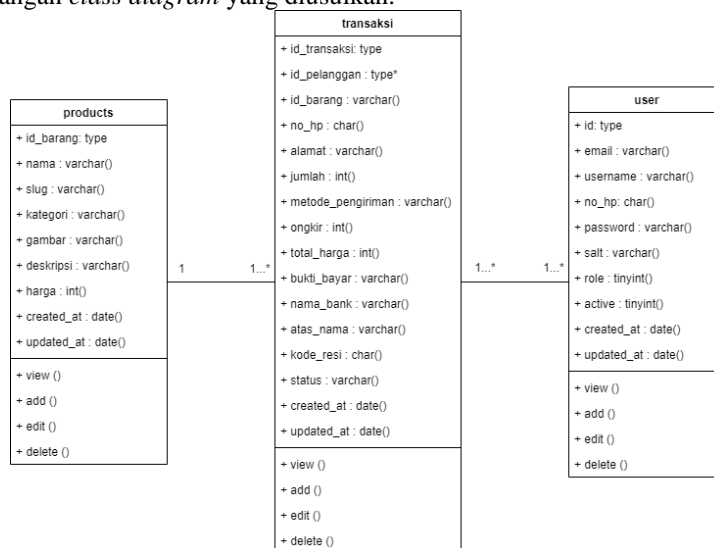 class diagram yang diusulkan.
products
+ id_barang: type
+ nama : varchar()
+ slug : varchar()
+ kategori : varchar()
+ gambar : varchar()
+ deskripsi : varchar()
+ harga : int()
+ created_at : date()
+ updated_at : date()
+ view ()
+ add ()
+ edit ()
+ delete ()
1
1...*
transaksi
+ id_transaksi: type
+ id_pelanggan : type*
+ id_barang : varchar()
+ no_hp : char()
+ alamat : varchar()
+ jumlah : int()
+ metode_pengiriman : varchar()
+ ongkir : int()
+ total_harga : int()
+ bukti_bayar : varchar()
+ nama_bank : varchar()
+ atas_nama : varchar()
+ kode_resi : char()
+ status : varchar()
+ created_at : date()
+ updated_at : date()
+ view ()
+ add ()
+ edit ()
+ delete ()
1...*
1...*
user
+ id: type
+ email : varchar()
+ username : varchar()
+ no_hp: char()
+ password : varchar()
+ salt : varchar()
+ role : tinyint()
+ active : tinyint()
+ created_at : date()
+ updated_at : date()
+ view ()
+ add ()
+ edit ()
+ delete ()